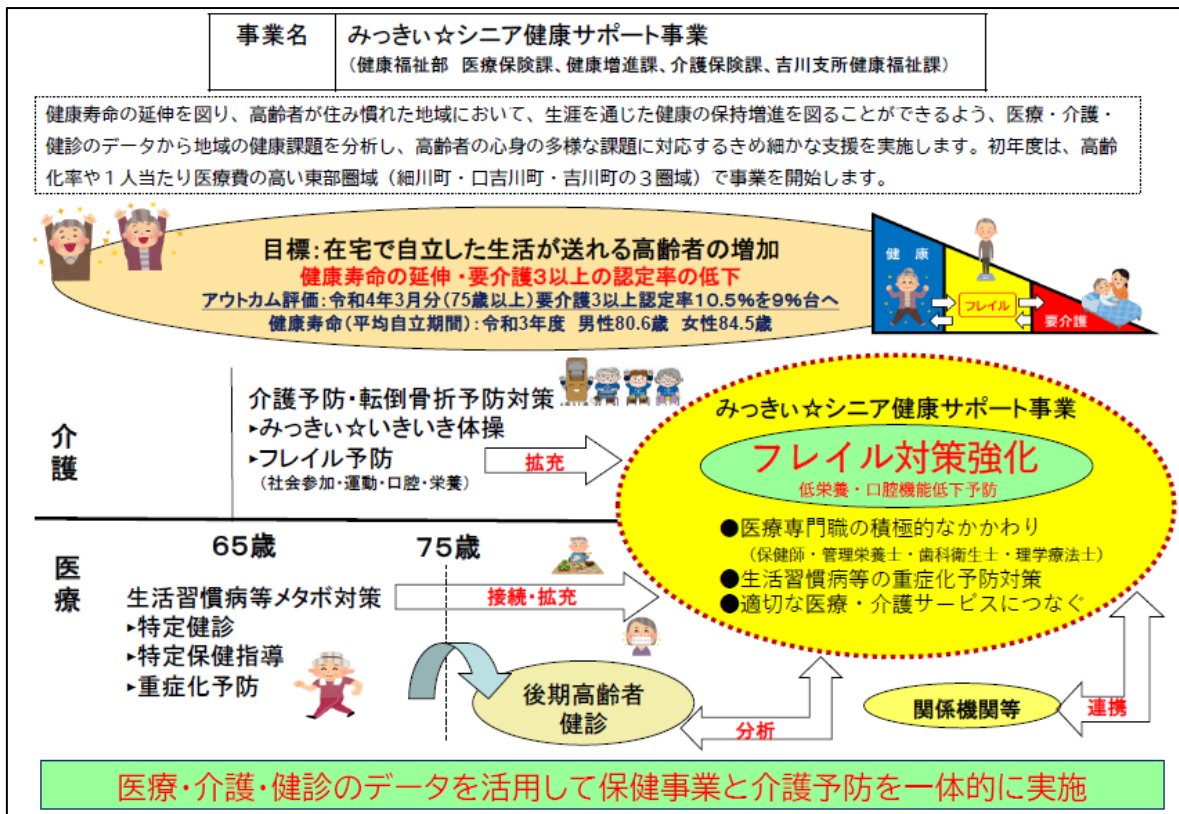 事業名
みっきぃ☆シニア健康サポート事業
(健康福祉部 医療保険課、健康増進課、介護保険課、吉川支所健康福祉課)
健康寿命の延伸を図り、高齢者が住み慣れた地域において、生涯を通じた健康の保持増進を図ることができるよう、医療・介護・
健診のデータから地域の健康課題を分析し、高齢者の心身の多様な課題に対応するきめ細かな支援を実施します。初年度は、高齢
化率や１人当たり医療費の高い東部圏域（細川町・口吉川町・吉川町の３圏域）で事業を開始します。
目標：在宅で自立した生活が送れる高齢者の増加
健康寿命の延伸・要介護３以上の認定率の低下
アウトカム評価：令和4年3月分（75歳以上）要介護3以上認定率10.5％を9％台へ
健康寿命（平均自立期間）：令和3年度 男性80.6歳 女性84.5歳
健康
フレイル
要介護
介護
介護予防・転倒骨折予防対策
▸みっきぃ☆いきいき体操
▸フレイル予防
（社会参加・運動・口腔・栄養）
拡充
みっきぃ☆シニア健康サポート事業
フレイル対策強化
低栄養・口腔機能低下予防
●医療専門職の積極的なかかわり
（保健師・管理栄養士・歯科衛生士・理学療法士）
●生活習慣病等の重症化予防対策
●適切な医療・介護サービスにつなぐ
医療
65歳
75歳
生活習慣病等メタボ対策
▸特定健診
▸特定保健指導
▸重症化予防
接続・拡充
後期高齢者
健診
分析
関係機関等
連携
医療・介護・健診のデータを活用して保健事業と介護予防を一体的に実施